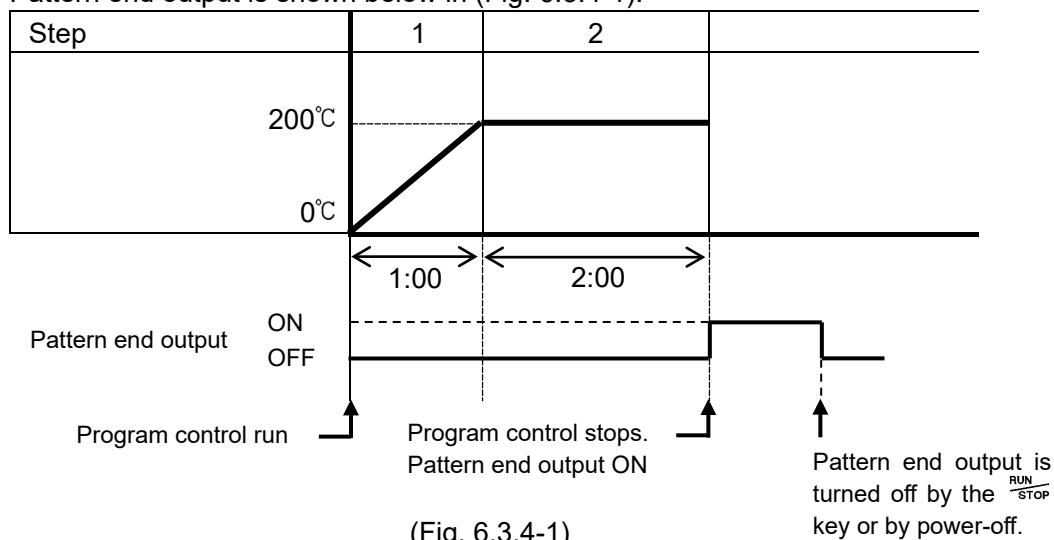 Pattern end output is shown below in (Fig. 6.3.4-1).
Step 1 2
200℃
0℃
1:00 2:00
Pattern end output
ON
OFF
Program control run
Program control stops.
Pattern end output ON
Pattern end output is
turned off by the RUN STOP
key or by power-off.
(Fig. 6.3.4-1)